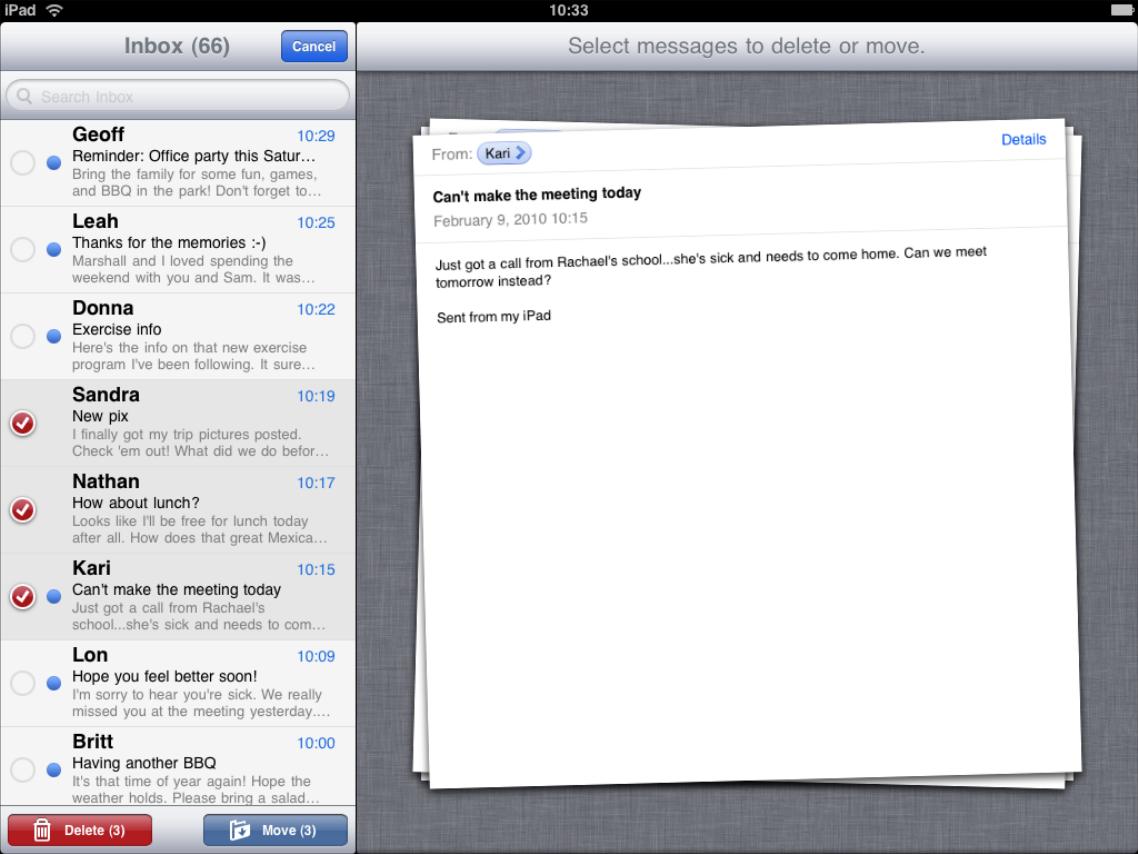 iPad
10:33
Inbox (66)
Cancel
Search Inbox
Geoff
10:29
Reminder: Office party this Satur...
Bring the family for some fun, games,
and BBQ in the park! Don't forget to...
Leah
10:25
Thanks for the memories :-)
Marshall and I loved spending the
weekend with you and Sam. It was...
Donna
10:22
Exercise info
Here's the info on that new exercise
program I've been following. It sure...
Sandra
10:19
New pix
I finally got my trip pictures posted.
Check 'em out! What did we do befor...
Nathan
10:17
How about lunch?
Looks like I'll be free for lunch today
after all. How does that great Mexica...
Kari
10:15
Can't make the meeting today
Just got a call from Rachael's
school...she's sick and needs to com...
Lon
10:09
Hope you feel better soon!
I'm sorry to hear you're sick. We really
missed you at the meeting yesterday....
Britt
10:00
Having another BBQ
It's that time of year again! Hope the
weather holds. Please bring a salad...
Delete (3)
Move (3)
Select messages to delete or move.
From: Kari
Details
Can't make the meeting today
February 9, 2010 10:15
Just got a call from Rachael's school...she's sick and needs to come home. Can we meet
tomorrow instead?
Sent from my iPad